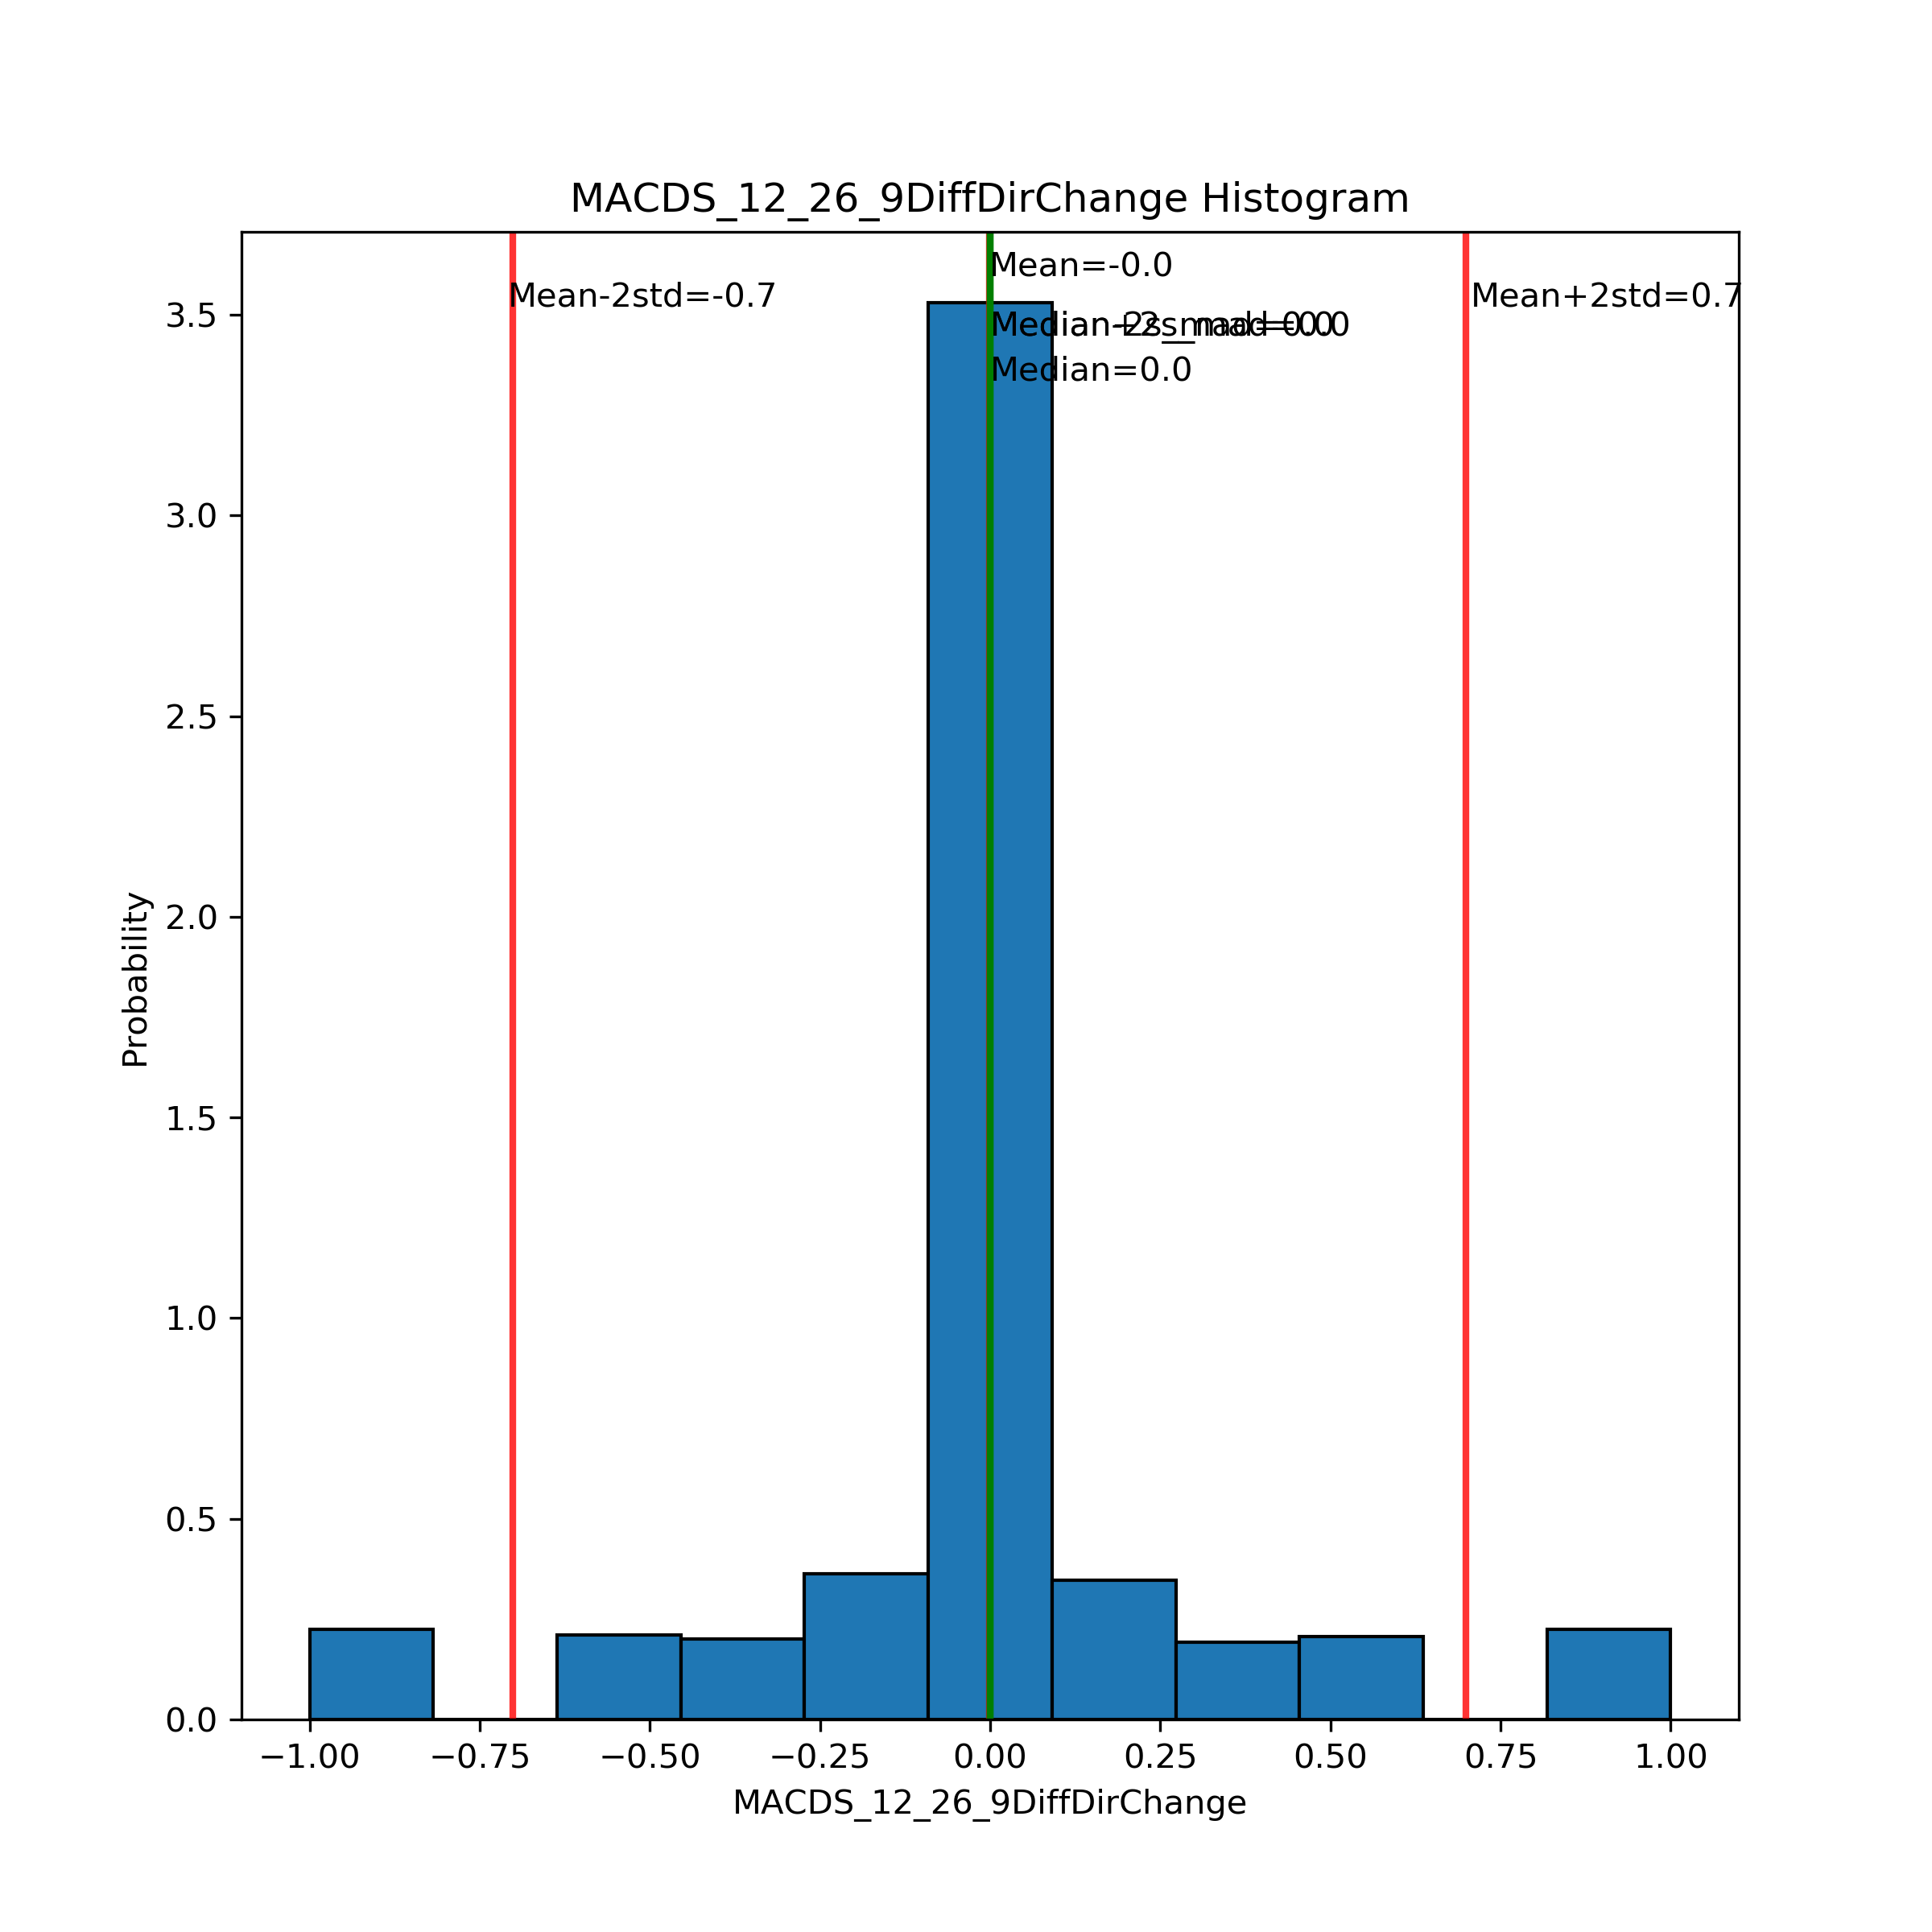 MACDS_12_26_9DiffDirChange Histogram
Mean=-0.0
Mean-2std=-0.7
Mean+2std=0.7
Median=0.0
3.5
3.0
2.5
2.0
1.5
1.0
0.5
0.0
Probability
−1.00 −0.75 −0.50 −0.25 0.00 0.25 0.50 0.75 1.00
MACDS_12_26_9DiffDirChange